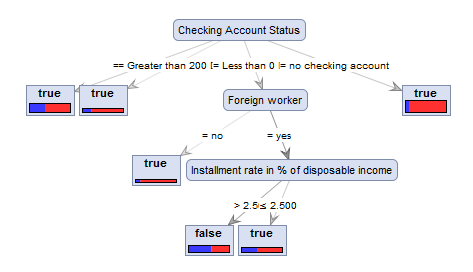 Checking Account Status
== Greater than 200 != Less than 0 != no checking account
true
true
true
Foreign worker
= no
= yes
true
Installment rate in % of disposable income
> 2.5 ≤ 2.500
false
true